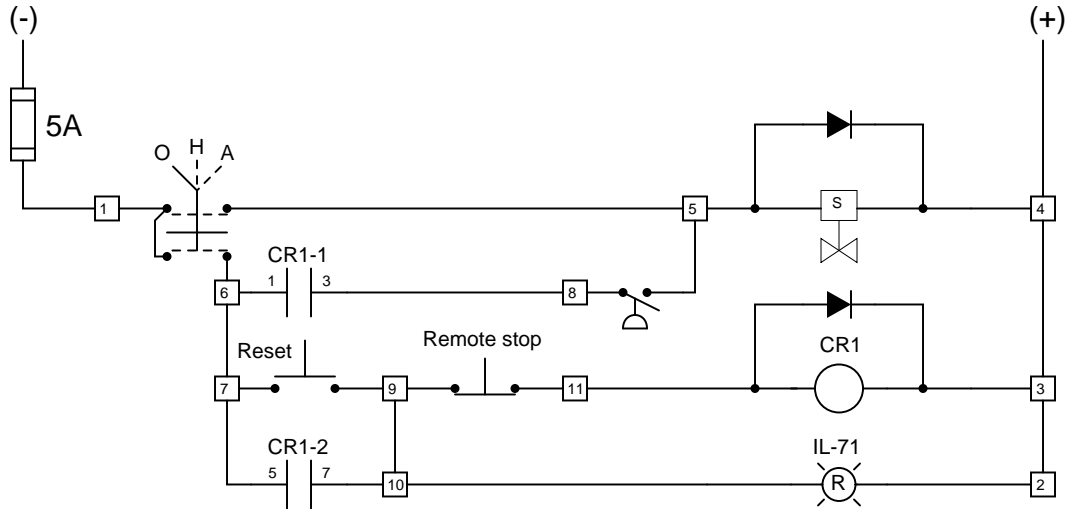 (-) (+)
5A
O H A
1 5 S 4
CR1-1
6 1 3 8
Reset Remote stop CR1
7 9 11 3
CR1-2 IL-71
5 7 10 R 2